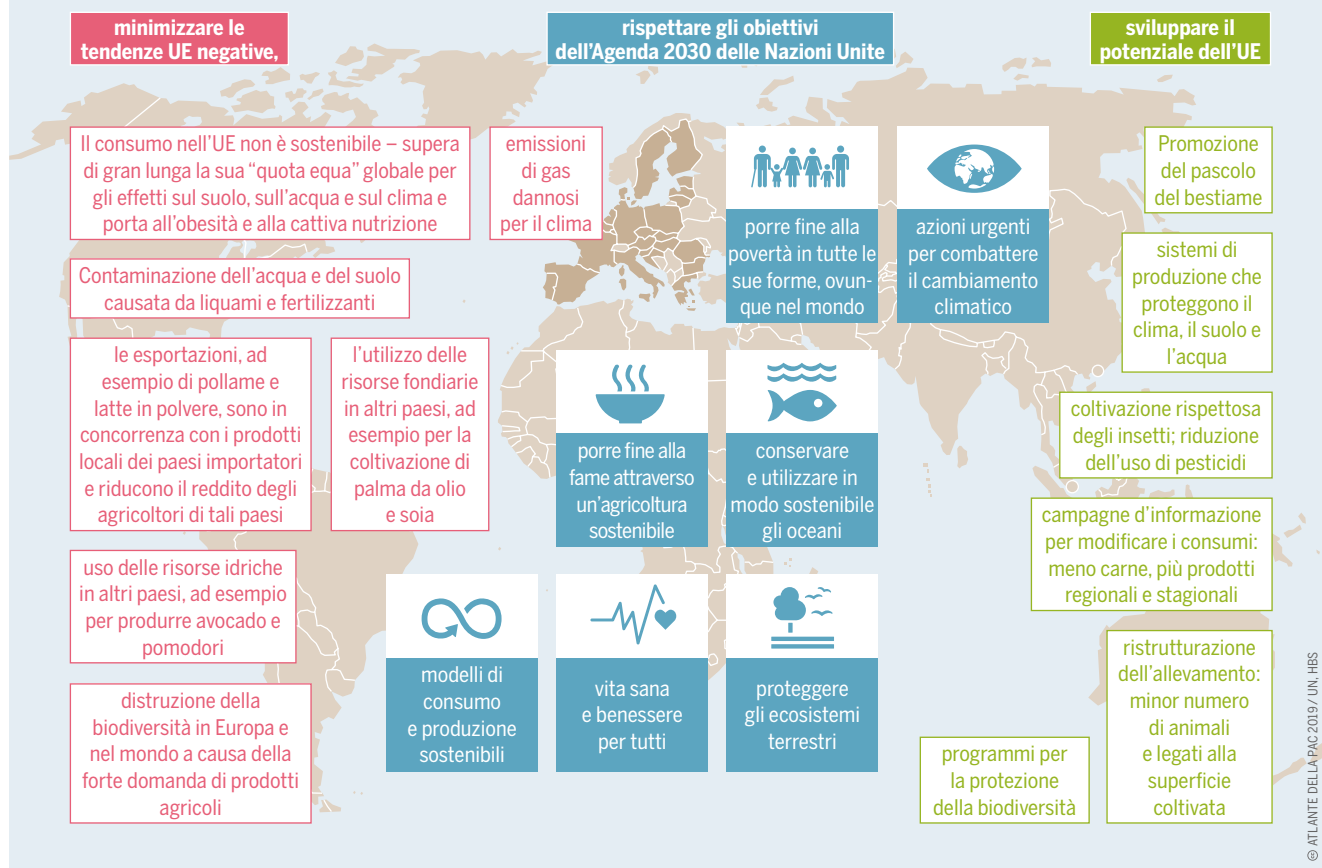 minimizzare le
tendenze UE negative,
rispettare gli obiettivi
dell'Agenda 2030 delle Nazioni Unite
sviluppare il
potenziale dell'UE
Il consumo nell'UE non è sostenibile – supera
di gran lunga la sua “quota equa” globale per
gli effetti sul suolo, sull'acqua e sul clima e
porta all'obesità e alla cattiva nutrizione
emissioni
di gas
dannosi
per il clima
Contaminazione dell'acqua e del suolo
causata da liquami e fertilizzanti
le esportazioni, ad
esempio di pollame e
latte in polvere, sono in
concorrenza con i prodotti
locali dei paesi importatori
e riducono il reddito degli
agricoltori di tali paesi
l'utilizzo delle
risorse fondiarie
in altri paesi, ad
esempio per la
coltivazione di
palma da olio
e soia
uso delle risorse idriche
in altri paesi, ad esempio
per produrre avocado e
pomodori
distruzione della
biodiversità in Europa e
nel mondo a causa della
forte domanda di prodotti
agricoli
porre fine alla
povertà in tutte le
sue forme, ovun-
que nel mondo
azioni urgenti
per combattere
il cambiamento
climatico
porre fine alla
fame attraverso
un'agricoltura
sostenibile
conservare
e utilizzare in
modo sostenibile
gli oceani
modelli di
consumo
e produzione
sostenibili
vita sana
e benessere
per tutti
proteggere
gli ecosistemi
terrestri
Promozione
del pascolo
del bestiame
sistemi di
produzione che
proteggono il
clima, il suolo e
l'acqua
coltivazione rispettosa
degli insetti; riduzione
dell'uso di pesticidi
campagne d'informazione
per modificare i consumi:
meno carne, più prodotti
regionali e stagionali
ristrutturazione
dell'allevamento:
minor numero
di animali
e legati alla
superficie
coltivata
programmi per
la protezione
della biodiversità
© ATLANTE DELLA PAC 2019 / UN, HBS